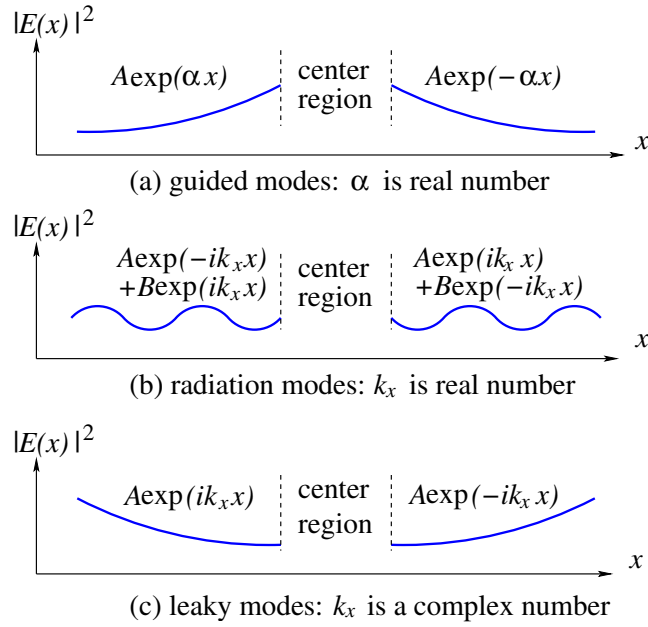 |E(x)|²
Aexp(αx) center region Aexp(-αx)
x
(a) guided modes: α is real number
|E(x)|²
Aexp(-ik_x x) +Bexp(ik_x x) center region Aexp(ik_x x) +Bexp(-ik_x x)
x
(b) radiation modes: k_x is real number
|E(x)|²
Aexp(ik_x x) center region Aexp(-ik_x x)
x
(c) leaky modes: k_x is a complex number